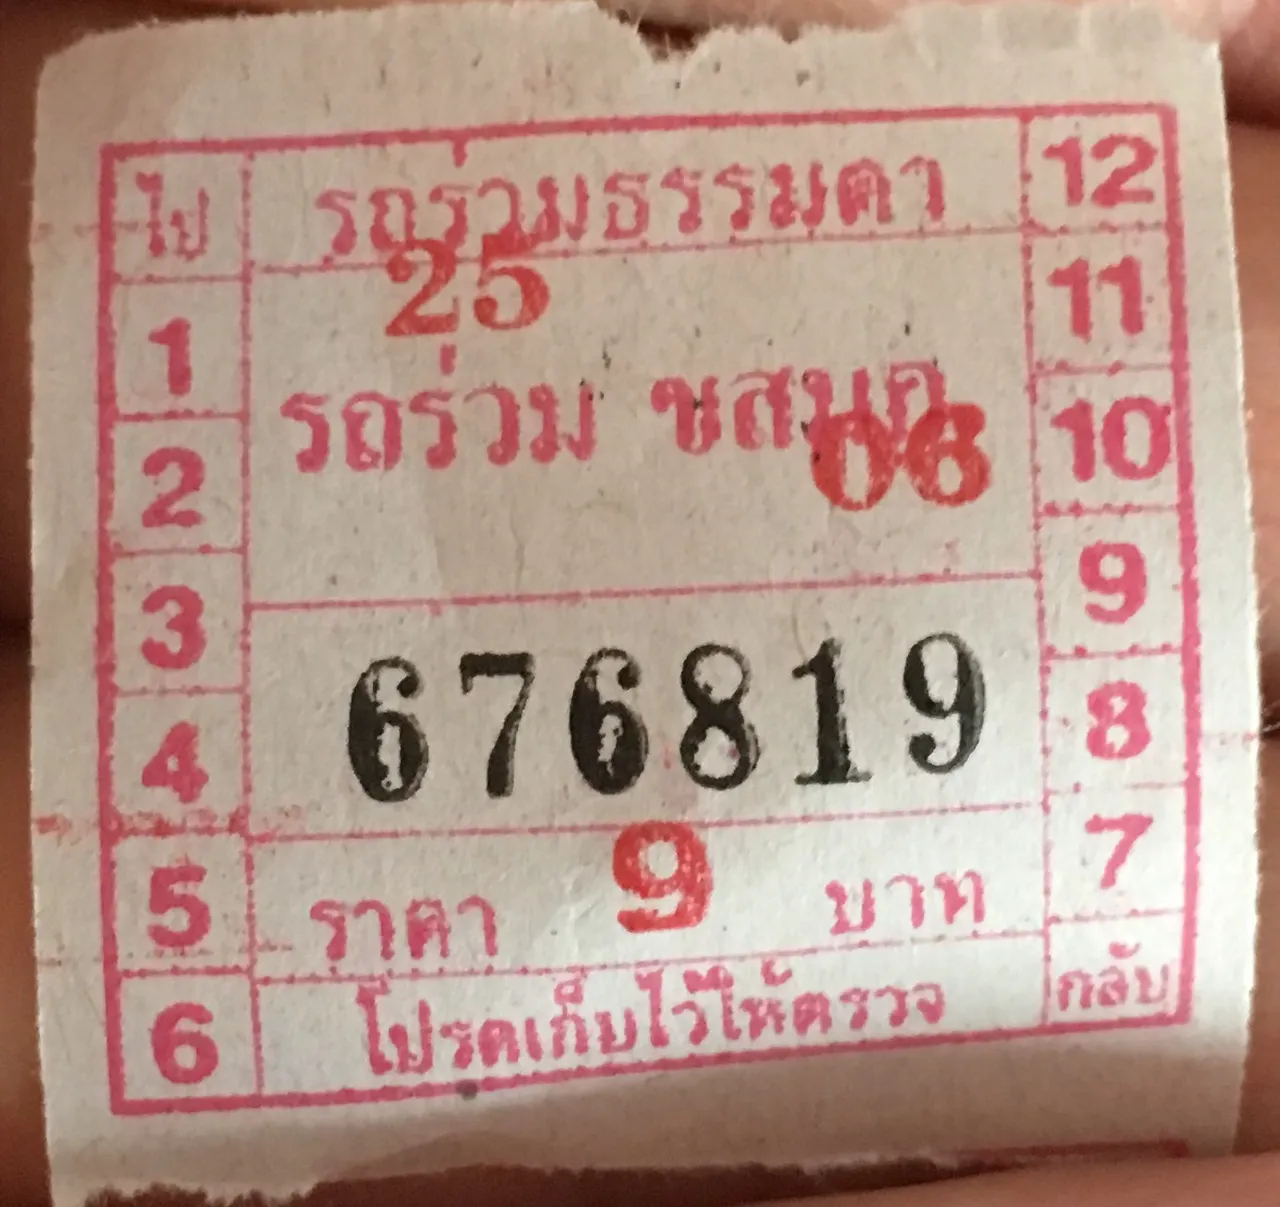 ไป
รถร่วมธรรมดา
12
25
1
11
รถร่วม ขสมก
06
2
10
3
9
676819
4
8
5
ราคา 9 บาท
7
6
โปรดเก็บไว้ให้ตรวจ
กลับ